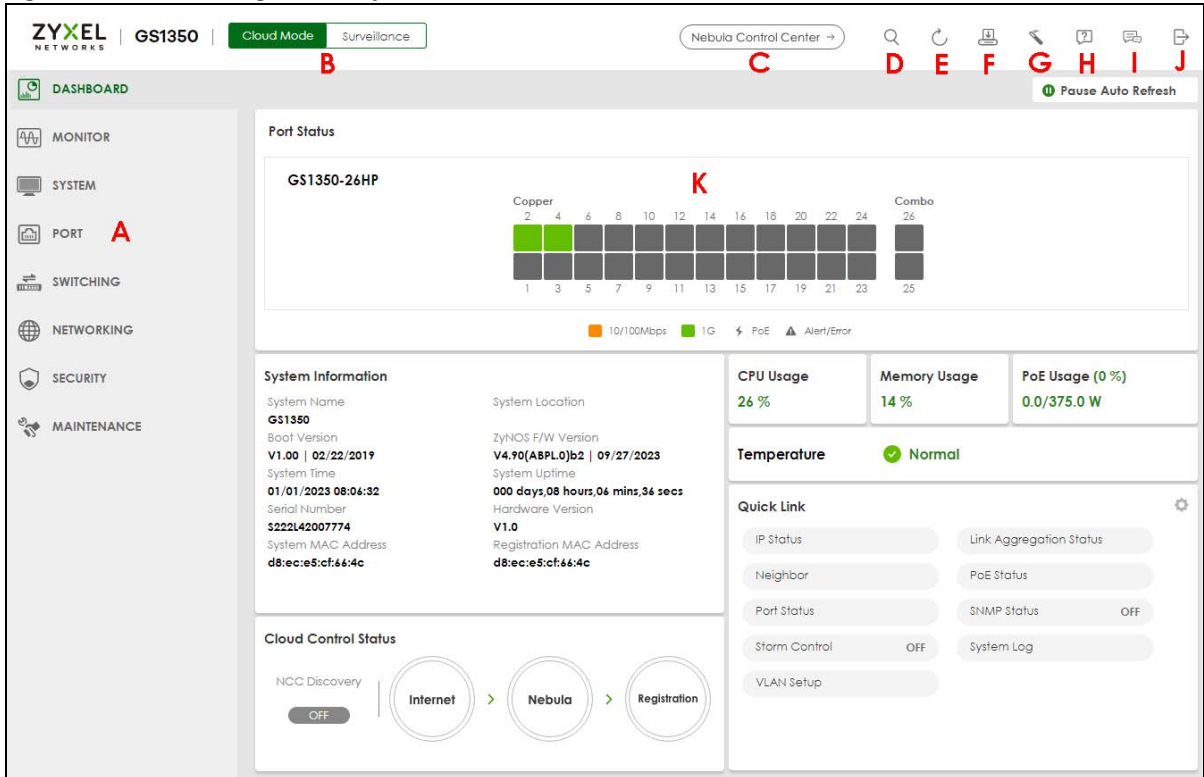 ZYXEL
NETWORKS
GS1350
Cloud Mode Surveillance
Nebula Control Center →
B C D E F G H I J
DASHBOARD
Pause Auto Refresh
MONITOR
SYSTEM
PORT A
SWITCHING
NETWORKING
SECURITY
MAINTENANCE
Port Status
GS1350-26HP
K
Copper Combo
2 4 6 8 10 12 14 16 18 20 22 24 26
1 3 5 7 9 11 13 15 17 19 21 23 25
10/100Mbps 1G PoE Alert/Error
System Information
System Name System Location
GS1350
Boot Version ZyNOS F/W Version
V1.00 | 02/22/2019 V4.90(ABPL.0)b2 | 09/27/2023
System Time System Uptime
01/01/2023 08:06:32 000 days,08 hours,06 mins,36 secs
Serial Number Hardware Version
S222L42007774 V1.0
System MAC Address Registration MAC Address
d8:ec:e5:cf:66:4c d8:ec:e5:cf:66:4c
CPU Usage Memory Usage PoE Usage (0 %)
26 % 14 % 0.0/375.0 W
Temperature Normal
Quick Link
IP Status Link Aggregation Status
Neighbor PoE Status
Port Status SNMP Status OFF
Storm Control OFF System Log
VLAN Setup
Cloud Control Status
NCC Discovery
OFF
Internet > Nebula > Registration